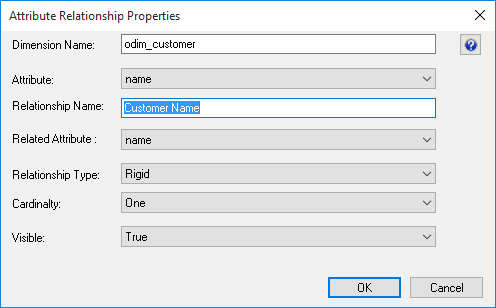 Attribute Relationship Properties
Dimension Name: odim_customer
Attribute: name
Relationship Name: Customer Name
Related Attribute : name
Relationship Type: Rigid
Cardinalty: One
Visible: True
OK Cancel